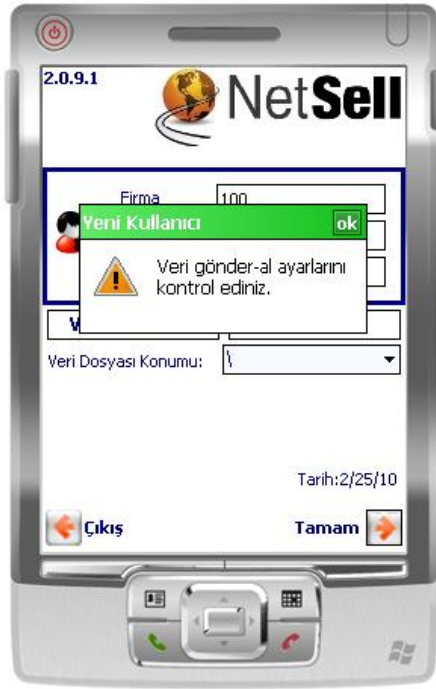 2.0.9.1
NetSell
Firma
100
Yeni Kullanıcı
ok
Veri gönder-al ayarlarını
kontrol ediniz.
V
Veri Dosyası Konumu:
\
Tarih:2/25/10
Çıkış
Tamam